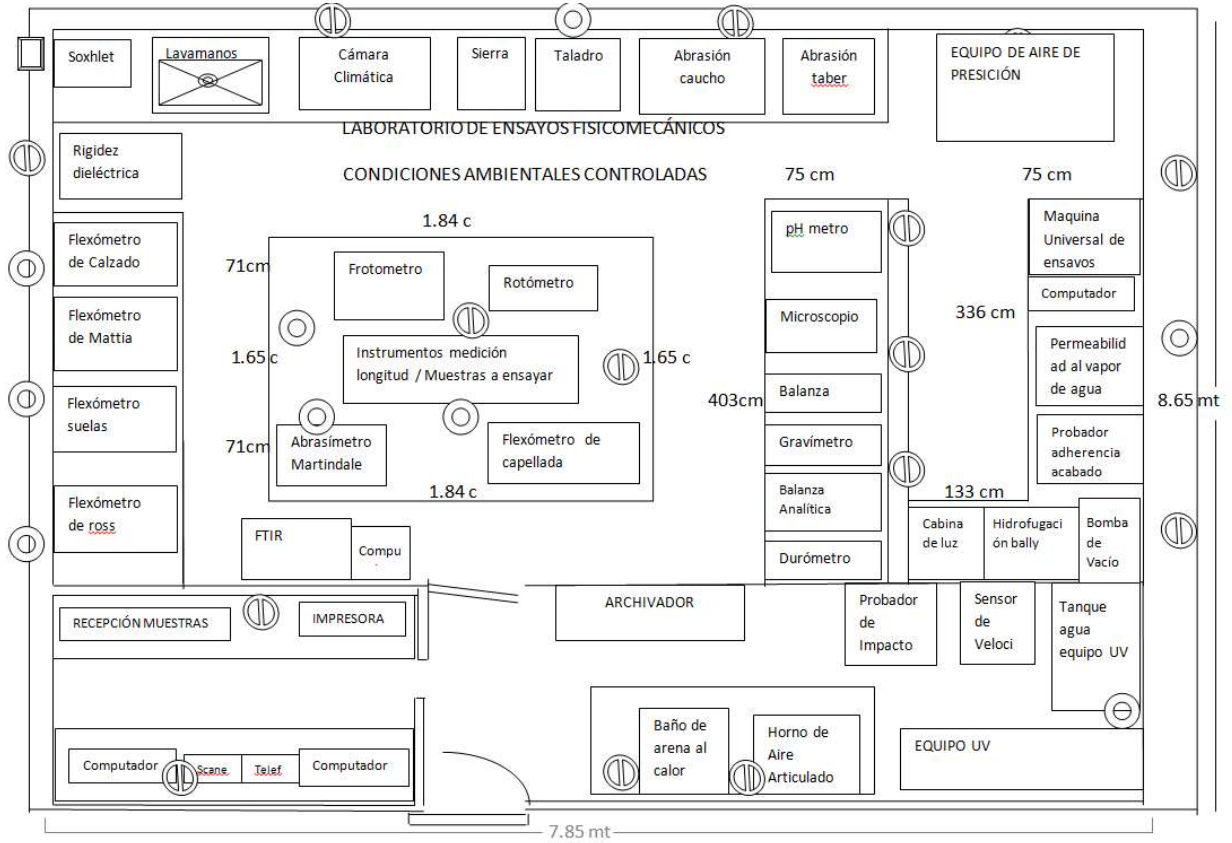 Soxhlet
Lavamanos
Cámara
Climática
Sierra
Taladro
Abrasión
caucho
Abrasión
taber
EQUIPO DE AIRE DE
PRESICIÓN
LABORATORIO DE ENSAYOS FISICOMECÁNICOS
CONDICIONES AMBIENTALES CONTROLADAS
Rigidez
dieléctrica
75 cm
75 cm
Flexómetro
de Calzado
Flexómetro
de Mattia
Flexómetro
suelas
Flexómetro
de ross
1.84 c
71cm
Frotometro
Rotómetro
1.65 c
Instrumentos medición
longitud / Muestras a ensayar
1.65 c
71cm
Abrasímetro
Martindale
Flexómetro de
capellada
1.84 c
FTIR
Compu
.
pH metro
Microscopio
403cm
Balanza
Gravímetro
Balanza
Analítica
Durómetro
336 cm
Maquina
Universal de
ensayos
Computador
Permeabilid
ad al vapor
de agua
Probador
adherencia
acabado
8.65 mt
133 cm
Cabina
de luz
Hidrofugaci
ón bally
Bomba
de
Vacío
RECEPCIÓN MUESTRAS
IMPRESORA
ARCHIVADOR
Probador
de
Impacto
Sensor
de
Veloci
Tanque
agua
equipo UV
Computador
Scane
Telef
Computador
Baño de
arena al
calor
Horno de
Aire
Articulado
EQUIPO UV
7.85 mt